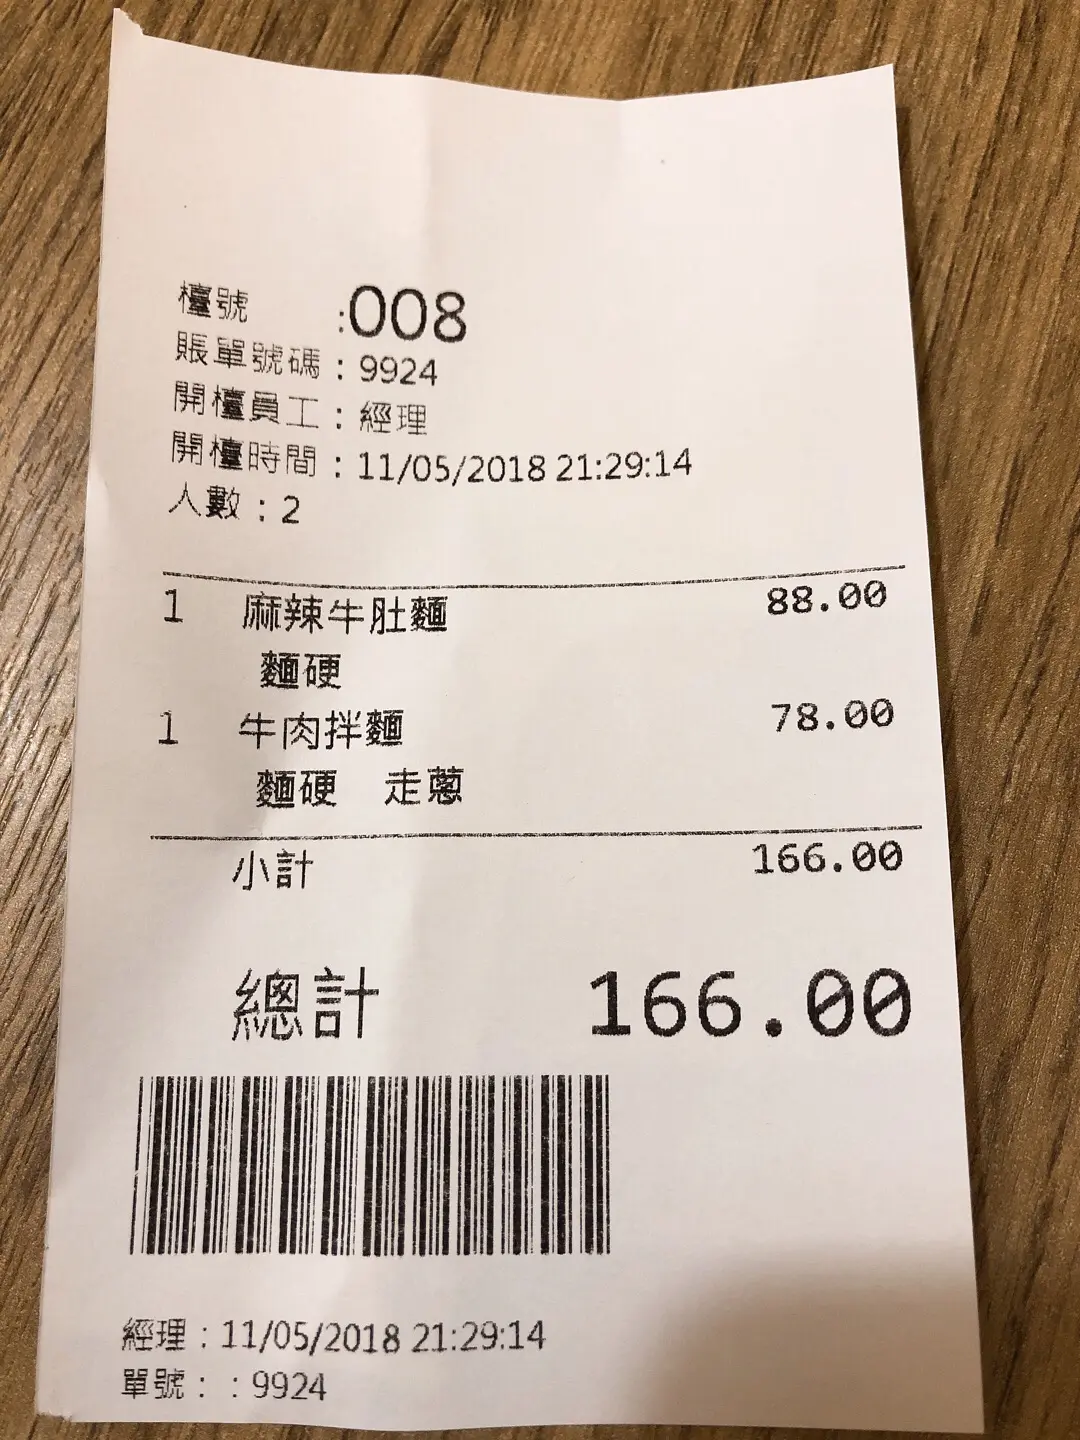 檯號 :008
賬單號碼 : 9924
開檯員工 : 經理
開檯時間 : 11/05/2018 21:29:14
人數 : 2
1 麻辣牛肚麵 88.00
麵硬
1 牛肉拌麵 78.00
麵硬 走蔥
小計 166.00
總計 166.00
經理 : 11/05/2018 21:29:14
單號 : : 9924